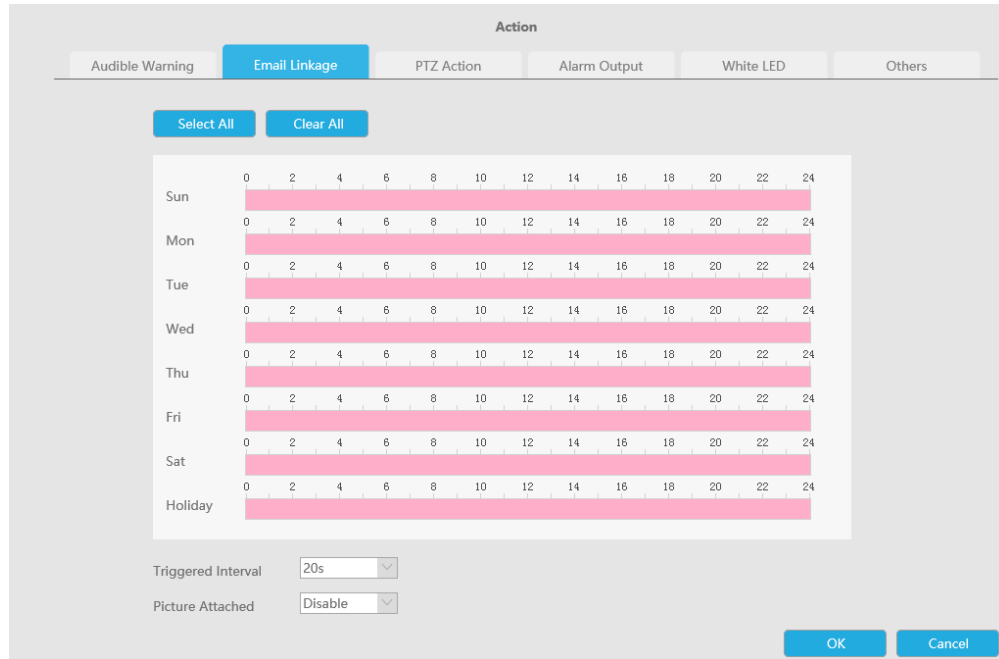 Action
Audible Warning Email Linkage PTZ Action Alarm Output White LED Others
Select All Clear All
0 2 4 6 8 10 12 14 16 18 20 22 24
Sun
0 2 4 6 8 10 12 14 16 18 20 22 24
Mon
0 2 4 6 8 10 12 14 16 18 20 22 24
Tue
0 2 4 6 8 10 12 14 16 18 20 22 24
Wed
0 2 4 6 8 10 12 14 16 18 20 22 24
Thu
0 2 4 6 8 10 12 14 16 18 20 22 24
Fri
0 2 4 6 8 10 12 14 16 18 20 22 24
Sat
0 2 4 6 8 10 12 14 16 18 20 22 24
Holiday
Triggered Interval 20s
Picture Attached Disable
OK Cancel